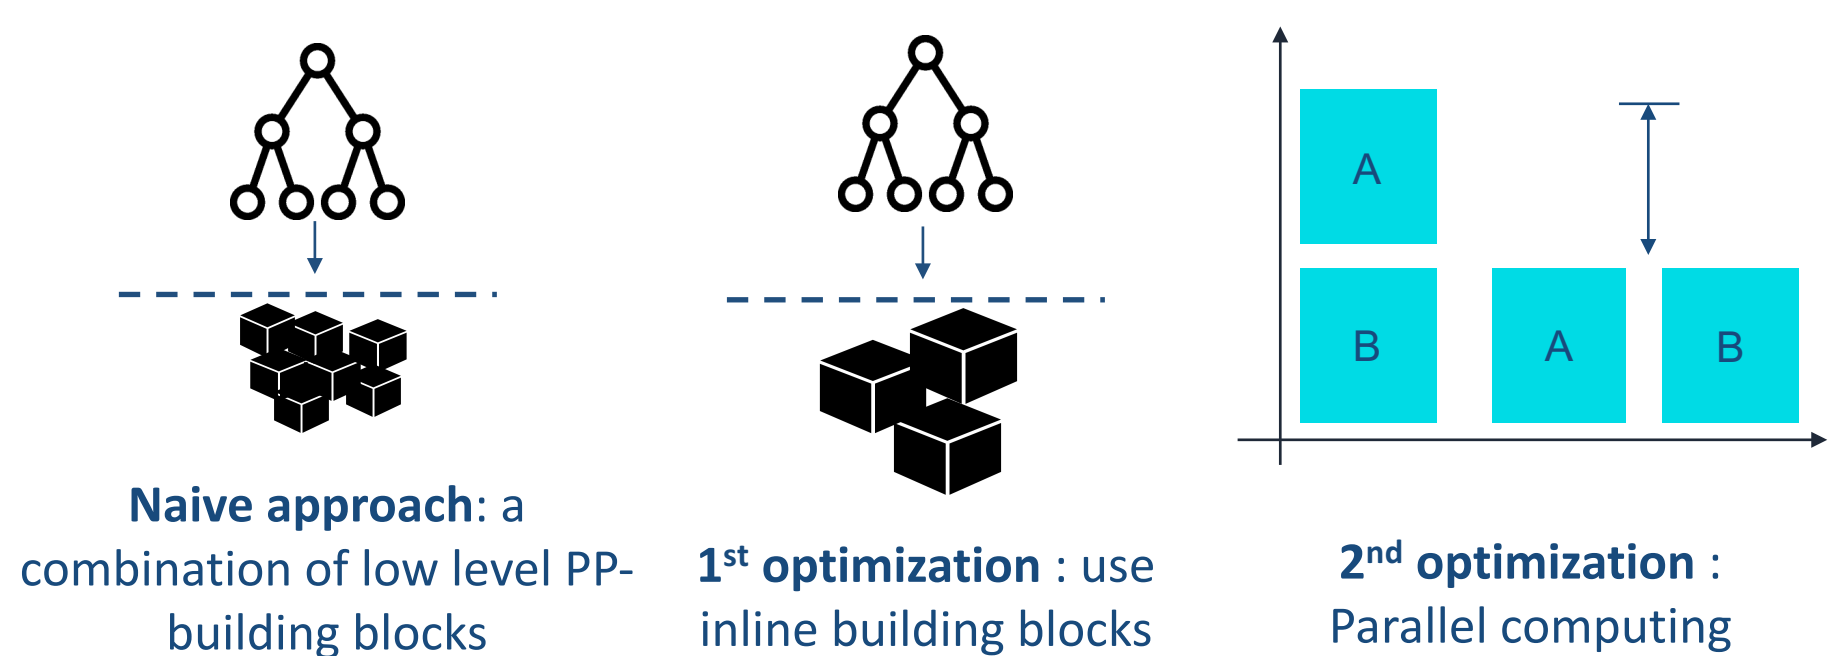 A
B
A
B
Naive approach: a
combination of low level PP-
building blocks
1st optimization : use
inline building blocks
2nd optimization :
Parallel computing